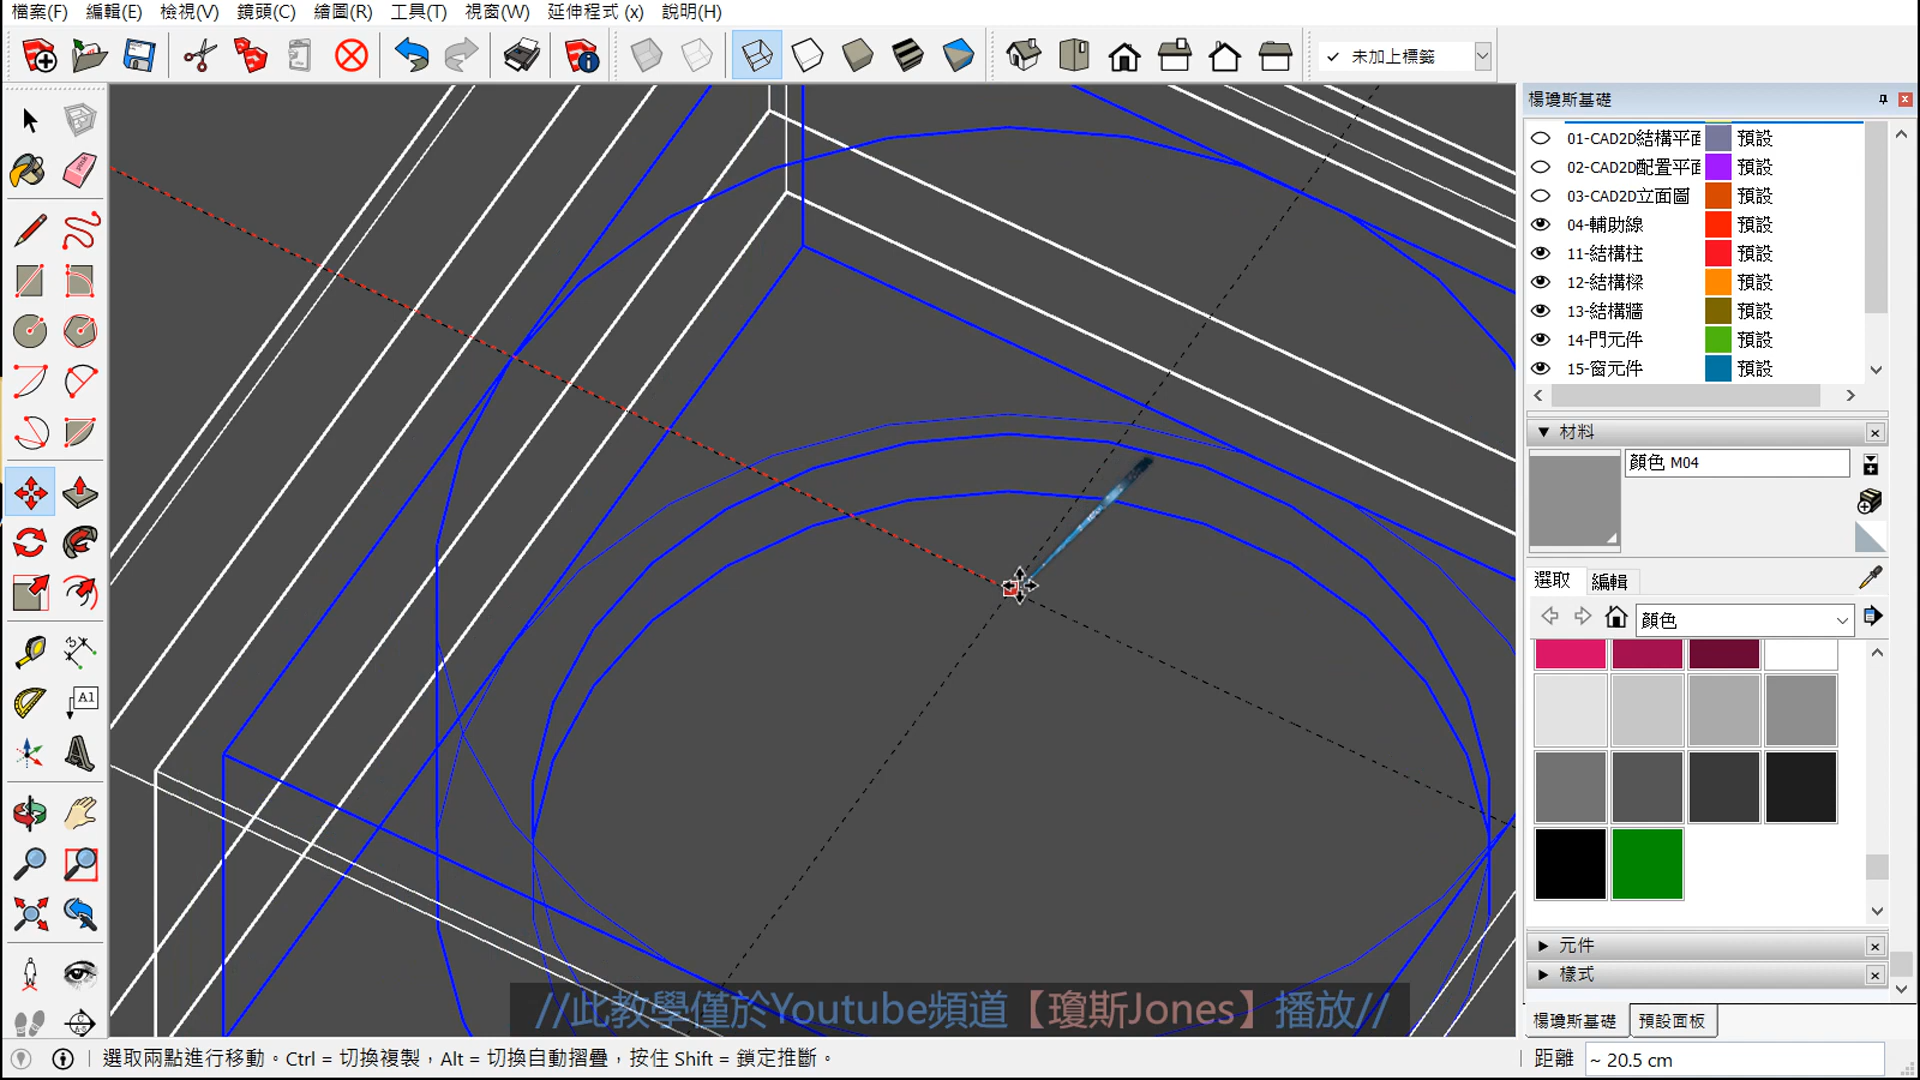 檔案(F) 編輯(E) 檢視(V) 鏡頭(C) 繪圖(R) 工具(T) 視窗(W) 延伸程式 (x) 說明(H)
未加上標籤
楊瓊斯基礎
01-CAD2D結構平面 預設
02-CAD2D配置平面 預設
03-CAD2D立面圖 預設
04-輔助線 預設
11-結構柱 預設
12-結構樑 預設
13-結構牆 預設
14-門元件 預設
15-窗元件 預設
材料
顏色 M04
選取 編輯
顏色
A1
元件
樣式
楊瓊斯基礎 預設面板
//此教學僅於Youtube頻道【瓊斯Jones】播放//
選取兩點進行移動。Ctrl = 切換複製，Alt = 切換自動摺疊，按住 Shift = 鎖定推斷。
距離 ~ 20.5 cm